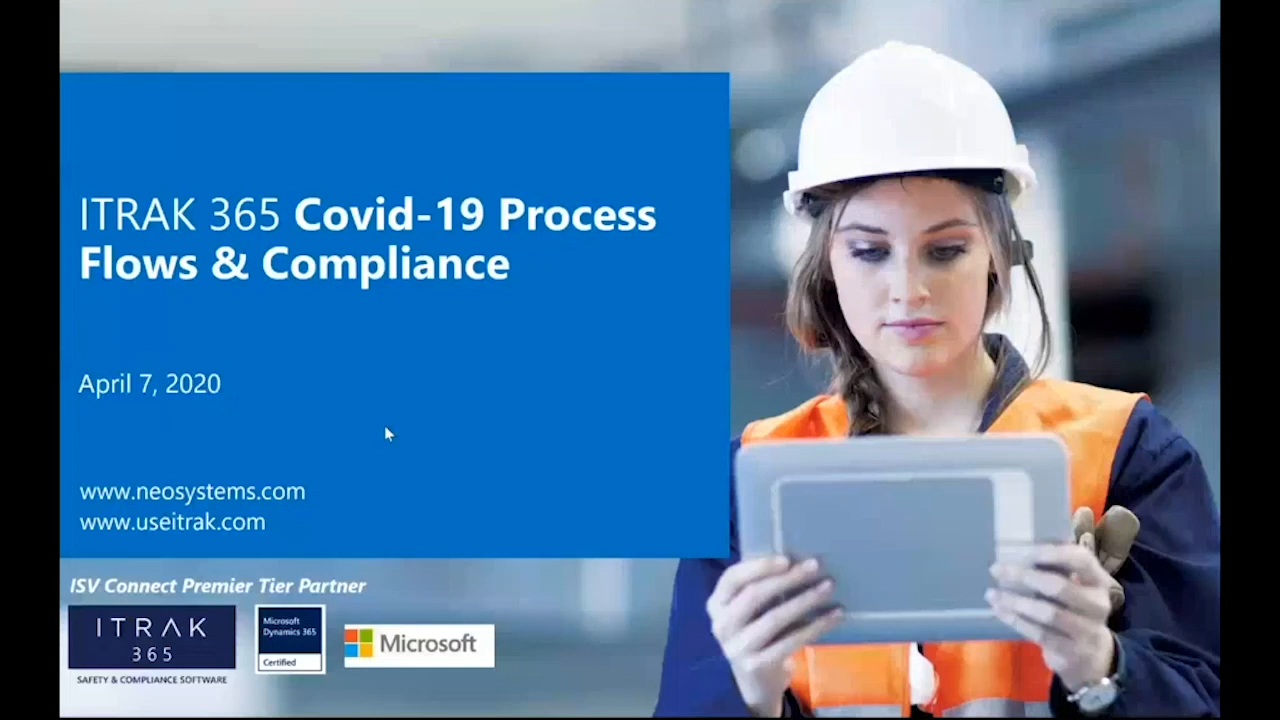 ITRAK 365 Covid-19 Process
Flows & Compliance
April 7, 2020
www.neosystems.com
www.useitrak.com
ISV Connect Premier Tier Partner
ITRAK
365
SAFETY & COMPLIANCE SOFTWARE
Microsoft
Dynamics 365
Certified
Microsoft